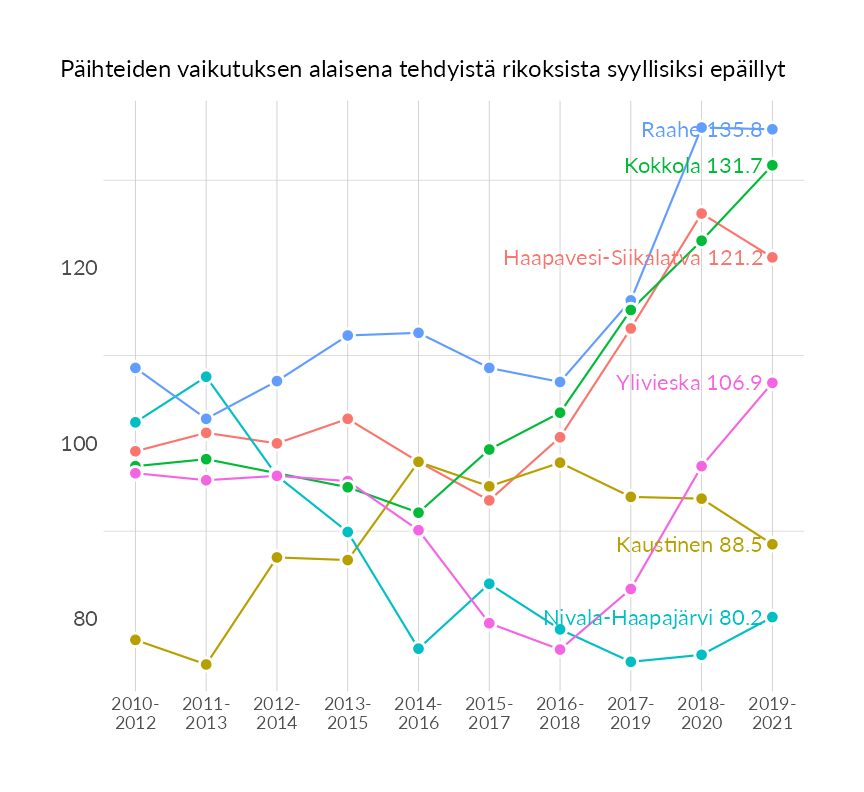 Päihteiden vaikutuksen alaisena tehdyistä rikoksista syyllisiksi epäillyt
Raahe 135.8
Kokkola 131.7
Haapavesi-Siikalatva 121.2
120
Ylivieska 106.9
100
Kaustinen 88.5
Nivala-Haapajärvi 80.2
80
2010- 2011- 2012- 2013- 2014- 2015- 2016- 2017- 2018- 2019-
2012 2013 2014 2015 2016 2017 2018 2019 2020 2021